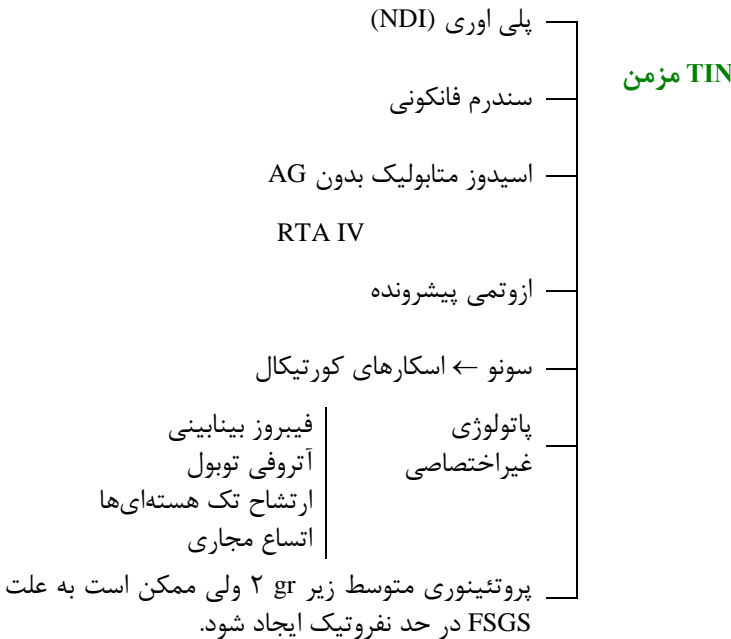 TIN مزمن
پلی اوری (NDI)
سندرم فانکونی
اسیدوز متابولیک بدون AG
RTA IV
ازوتمی پیشرونده
سونو ← اسکارهای کورتیکال
پاتولوژی
غیراختصاصی
فیبروز بینابینی
آتروفی توبول
ارتشاح تک هسته‌ای‌ها
اتساع مجاری
پروتئینوری متوسط زیر ۲ gr ولی ممکن است به علت
FSGS در حد نفروتیک ایجاد شود.